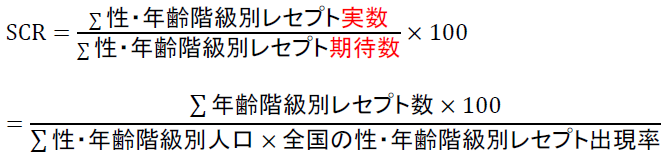 SCR = ∑ 性・年齢階級別レセプト実数 / ∑ 性・年齢階級別レセプト期待数 × 100
= ∑ 年齢階級別レセプト数 × 100 / ∑ 性・年齢階級別人口 × 全国の性・年齢階級別レセプト出現率